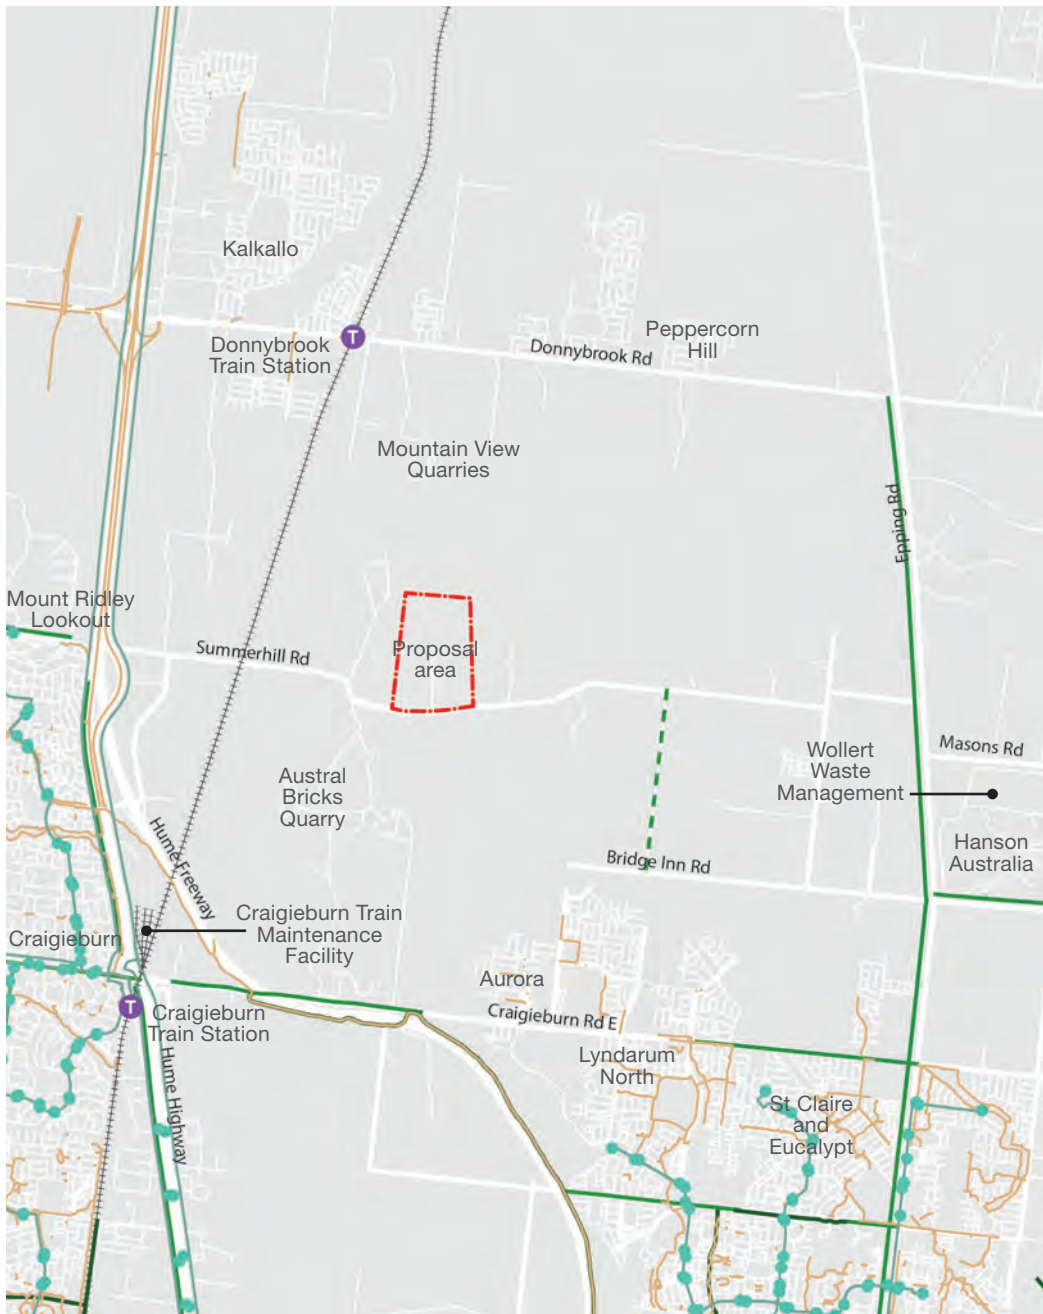 Kalkallo
T
Donnybrook
Train Station
Donnybrook Rd
Peppercorn
Hill
Mountain View
Quarries
Epping Rd
Mount Ridley
Lookout
Summerhill Rd
Proposal
area
Masons Rd
Wollert
Waste
Management
Austral
Bricks
Quarry
Hanson
Australia
Hume Freeway
Bridge Inn Rd
Craigieburn
Craigieburn Train
Maintenance
Facility
Aurora
T
Craigieburn
Train Station
Craigieburn Rd E
Lyndarum
North
Hume Highway
St Claire
and
Eucalypt